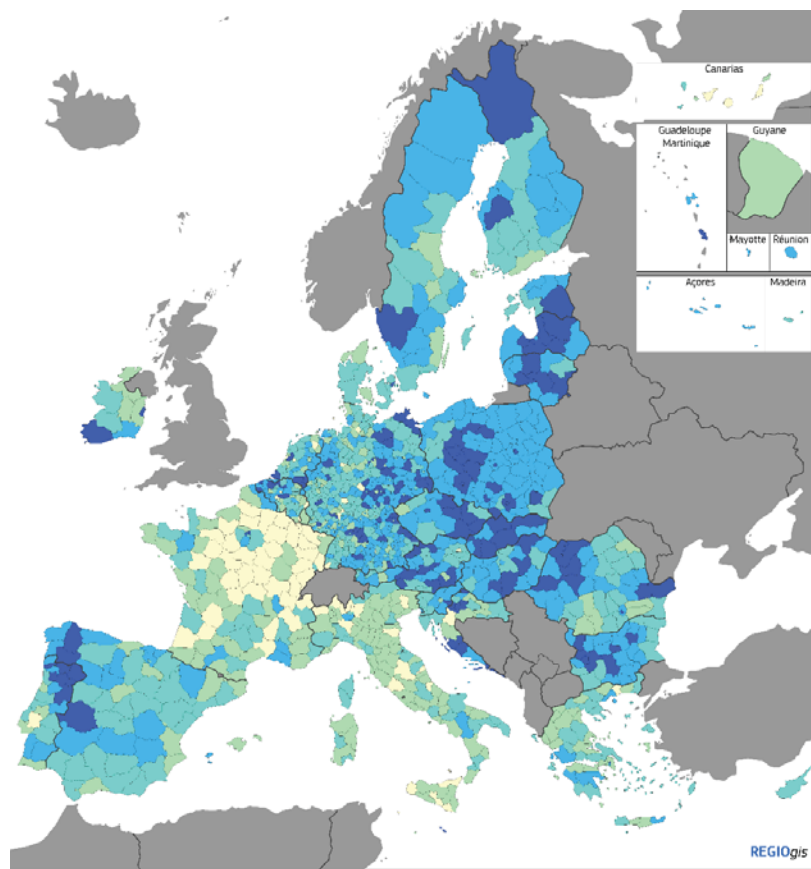 Canarias
Guadeloupe
Martinique
Guyane
Mayotte
Réunion
Açores
Madeira
REGIOgis